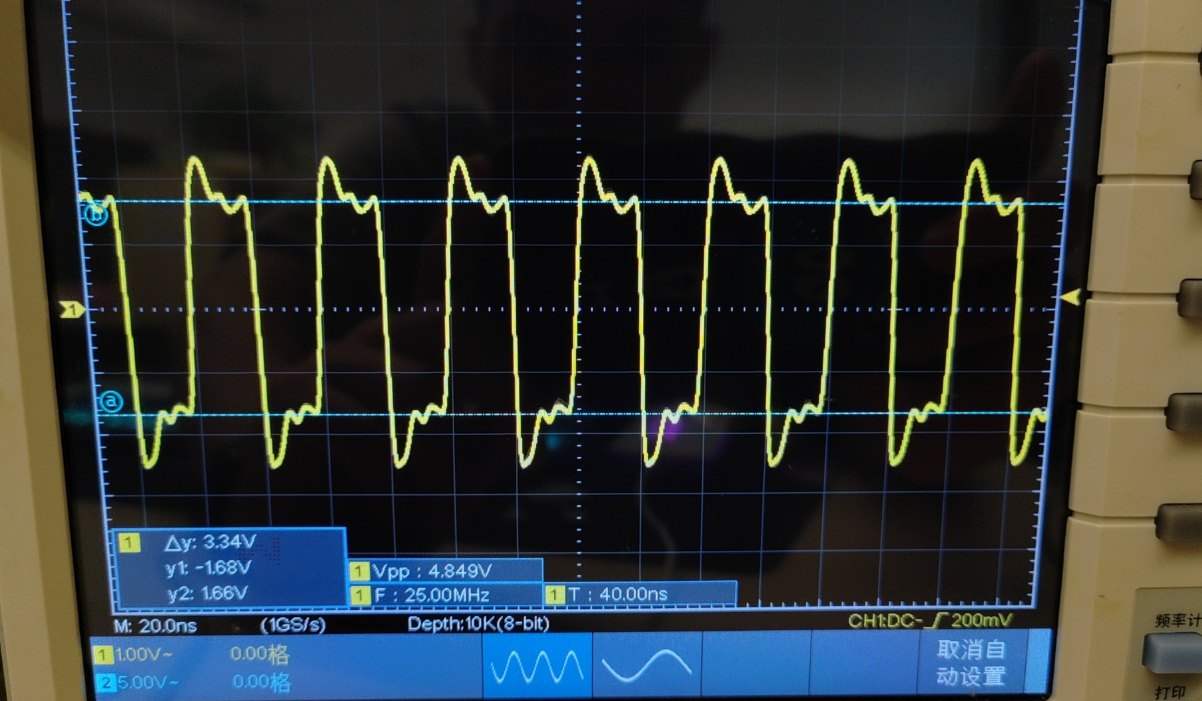 b
1
a
1 Δy: 3.34V
y1: -1.68V
y2: 1.66V
1 Vpp : 4.849V
1 F : 25.00MHz
1 T : 40.00ns
M: 20.0ns (1GS/s) Depth:10K(8-bit) CH1:DC- 200mV
1 1.00V~ 0.00格
2 5.00V~ 0.00格
取消自
动设置
频率计
打印